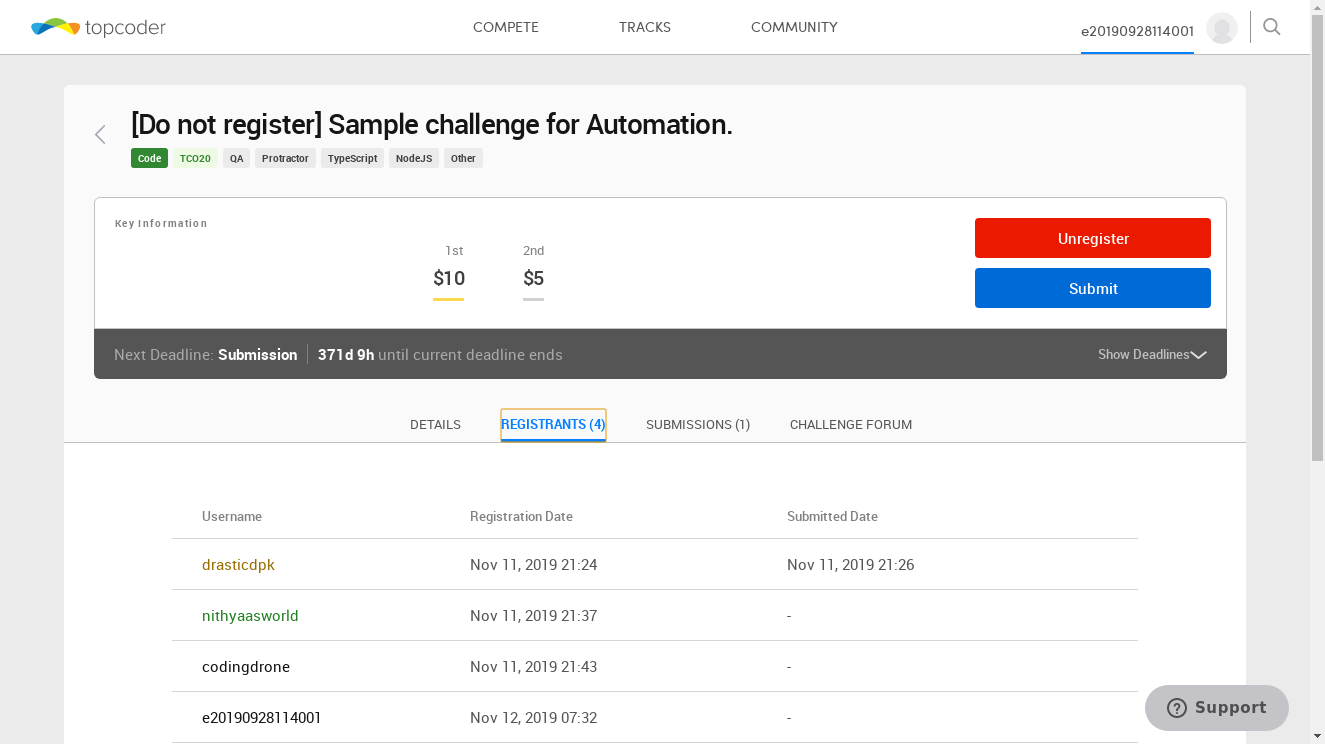 topcoder COMPETE TRACKS COMMUNITY e20190928114001
[Do not register] Sample challenge for Automation.
Code TCO20 QA Protractor TypeScript NodeJS Other
Key Information
1st 2nd
$10 $5
Unregister
Submit
Next Deadline: Submission 371d 9h until current deadline ends Show Deadlines
DETAILS REGISTRANTS (4) SUBMISSIONS (1) CHALLENGE FORUM
Username Registration Date Submitted Date
drasticdpk Nov 11, 2019 21:24 Nov 11, 2019 21:26
nithyaasworld Nov 11, 2019 21:37 -
codingdrone Nov 11, 2019 21:43 -
e20190928114001 Nov 12, 2019 07:32 -
Support